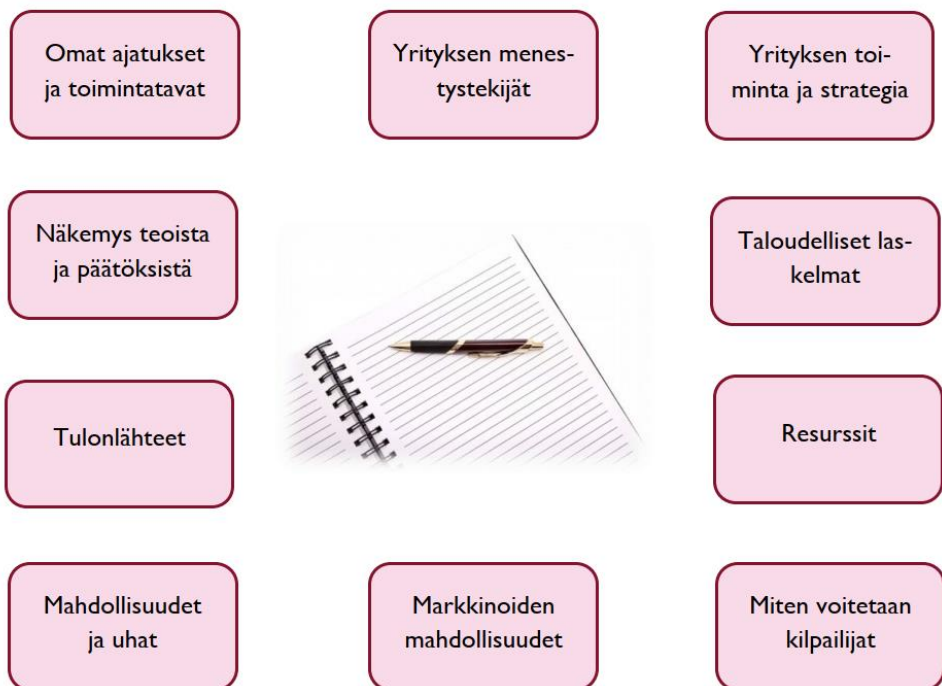 Omat ajatukset
ja toimintatavat
Yrityksen menes-
tystekijät
Yrityksen toi-
minta ja strategia
Näkemys teoista
ja päätöksistä
Taloudelliset las-
kelmat
Tulonlähteet
Resurssit
Mahdollisuudet
ja uhat
Markkinoiden
mahdollisuudet
Miten voitetaan
kilpailijat